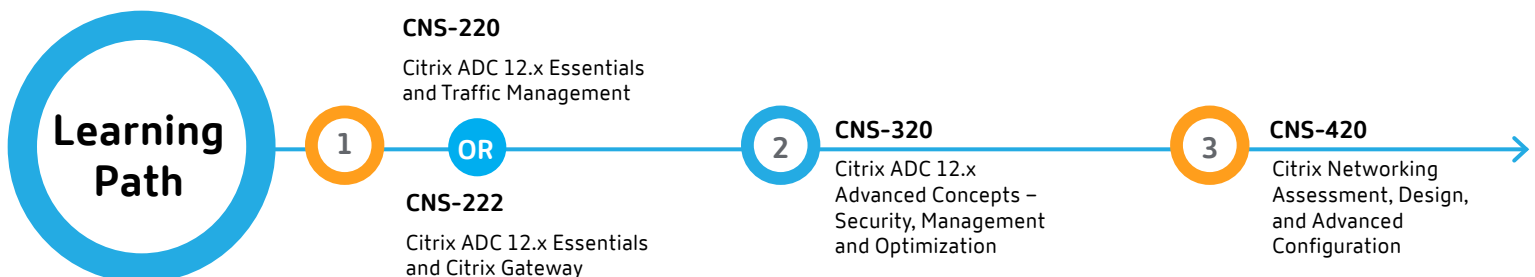 Learning
Path
1
CNS-220
Citrix ADC 12.x Essentials
and Traffic Management
OR
CNS-222
Citrix ADC 12.x Essentials
and Citrix Gateway
2
CNS-320
Citrix ADC 12.x
Advanced Concepts –
Security, Management
and Optimization
3
CNS-420
Citrix Networking
Assessment, Design,
and Advanced
Configuration